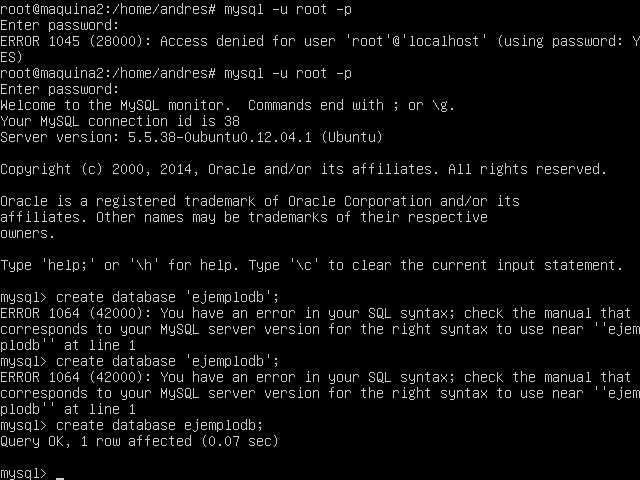 root@maquina2:/home/andres# mysql -u root -p
Enter password:
ERROR 1045 (28000): Access denied for user 'root'@'localhost' (using password: Y
ES)
root@maquina2:/home/andres# mysql -u root -p
Enter password:
Welcome to the MySQL monitor.  Commands end with ; or \g.
Your MySQL connection id is 38
Server version: 5.5.38-0ubuntu0.12.04.1 (Ubuntu)

Copyright (c) 2000, 2014, Oracle and/or its affiliates. All rights reserved.

Oracle is a registered trademark of Oracle Corporation and/or its
affiliates. Other names may be trademarks of their respective
owners.

Type 'help;' or '\h' for help. Type '\c' to clear the current input statement.

mysql> create database 'ejemplodb';
ERROR 1064 (42000): You have an error in your SQL syntax; check the manual that
corresponds to your MySQL server version for the right syntax to use near ''ejem
plodb'' at line 1
mysql> create database 'ejemplodb';
ERROR 1064 (42000): You have an error in your SQL syntax; check the manual that
corresponds to your MySQL server version for the right syntax to use near ''ejem
plodb'' at line 1
mysql> create database ejemplodb;
Query OK, 1 row affected (0.07 sec)

mysql> _